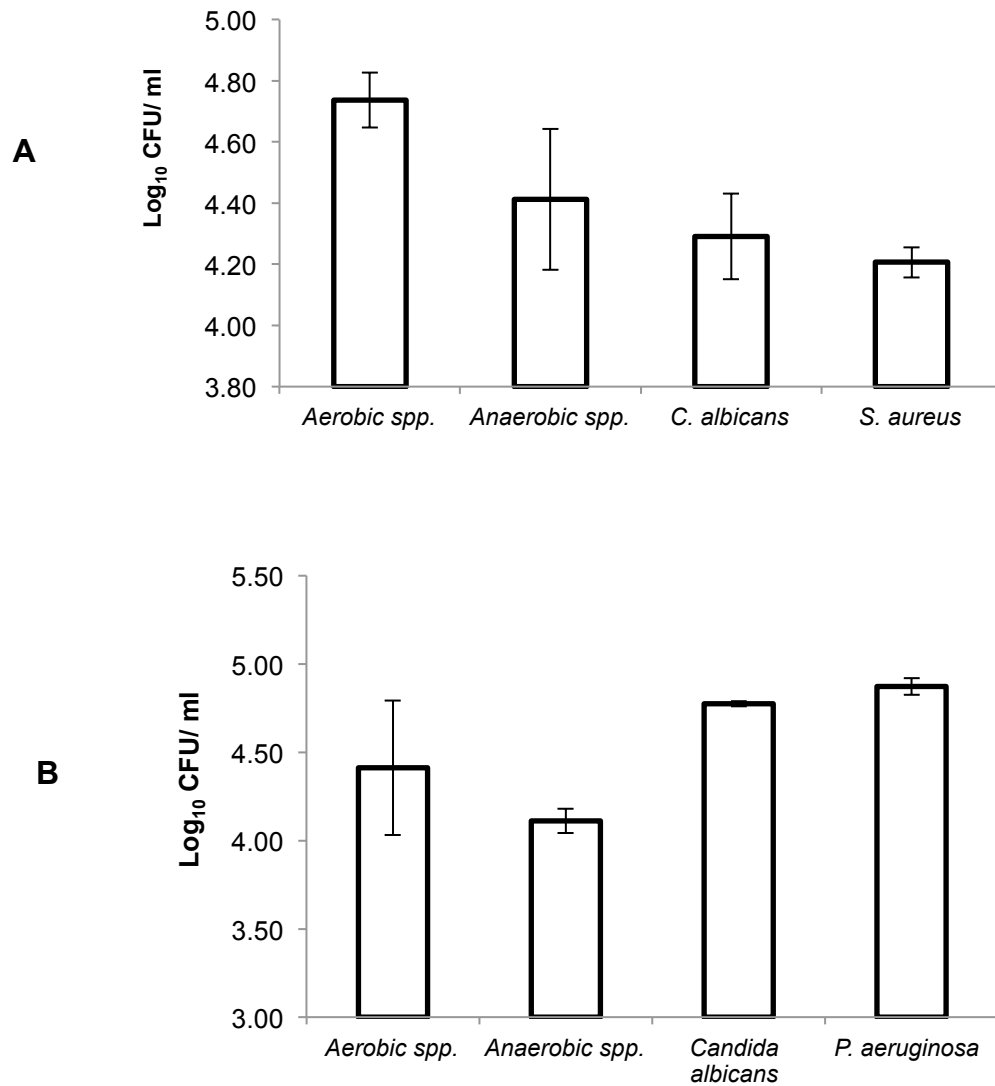 A
Log₁₀ CFU/ ml
5.00
4.80
4.60
4.40
4.20
4.00
3.80
Aerobic spp. Anaerobic spp. C. albicans S. aureus
B
Log₁₀ CFU/ ml
5.50
5.00
4.50
4.00
3.50
3.00
Aerobic spp. Anaerobic spp. Candida P. aeruginosa
albicans